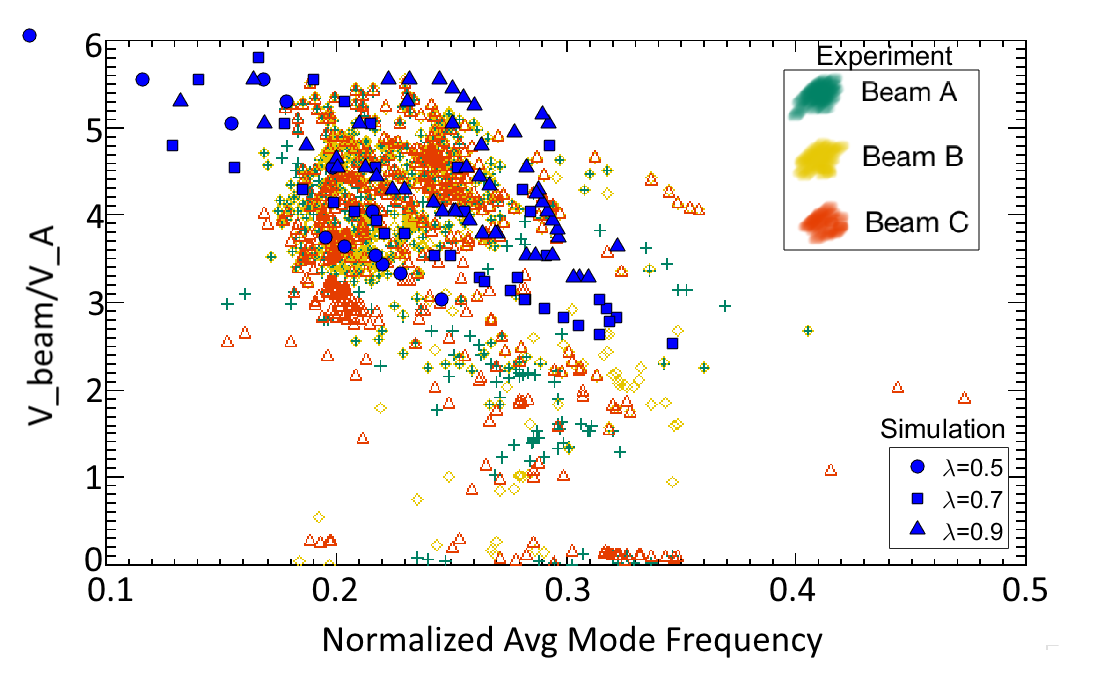 6
5
4
3
2
1
0
V_beam/V_A
0.1 0.2 0.3 0.4 0.5
Normalized Avg Mode Frequency
Experiment
Beam A
Beam B
Beam C
Simulation
λ=0.5
λ=0.7
λ=0.9